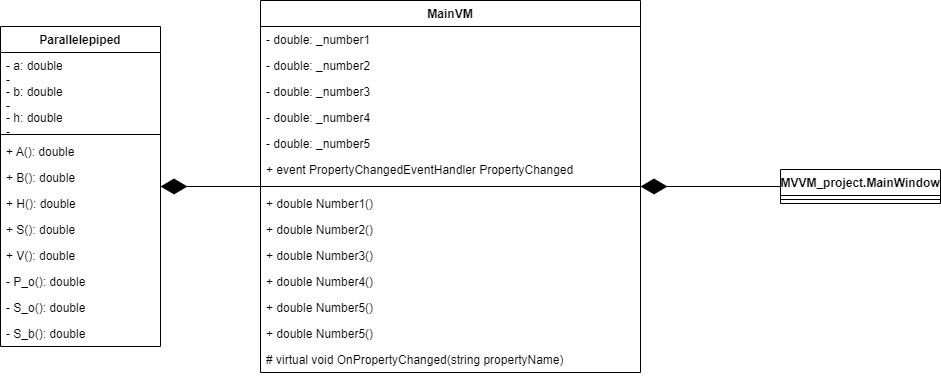 Parallelepiped
- a: double
-
- b: double
-
- h: double
-
+ A(): double
+ B(): double
+ H(): double
+ S(): double
+ V(): double
- P_o(): double
- S_o(): double
- S_b(): double
MainVM
- double: _number1
- double: _number2
- double: _number3
- double: _number4
- double: _number5
+ event PropertyChangedEventHandler PropertyChanged
+ double Number1()
+ double Number2()
+ double Number3()
+ double Number4()
+ double Number5()
+ double Number5()
# virtual void OnPropertyChanged(string propertyName)
MVVM_project.MainWindow